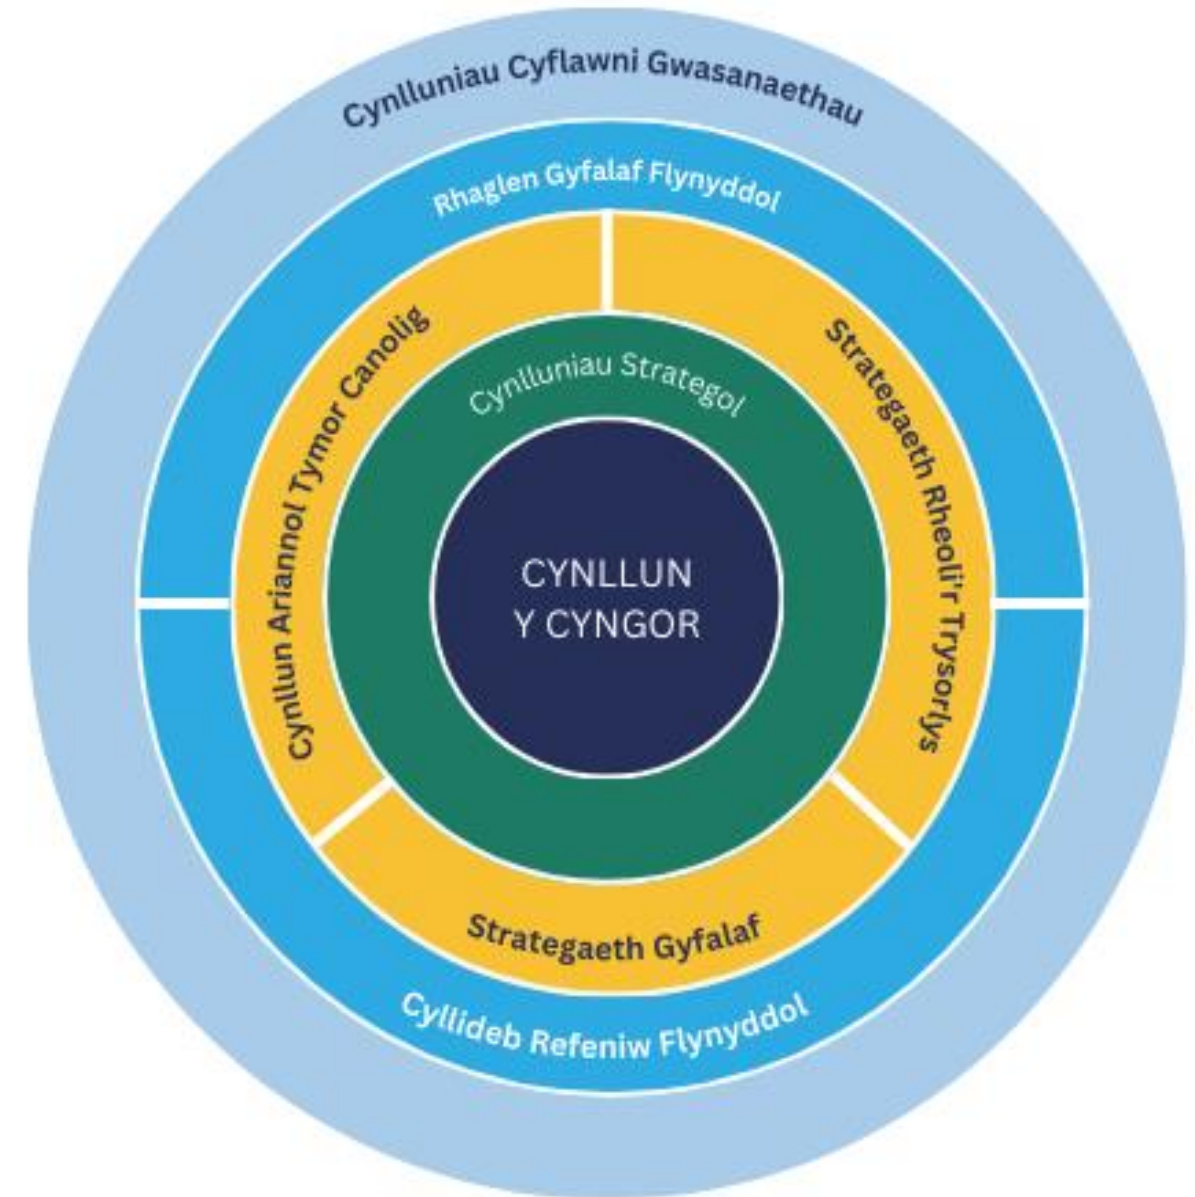 Cynlluniau Cyflawni Gwasanaethau
Rhaglen Gyfalaf Flynyddol
Cynllun Ariannol Tymor Canolig
Strategaeth Rheoli'r Trysorlys
Cynlluniau Strategol
CYNLLUN
Y CYNGOR
Strategaeth Gyfalaf
Cyllideb Refeniw Flynyddol